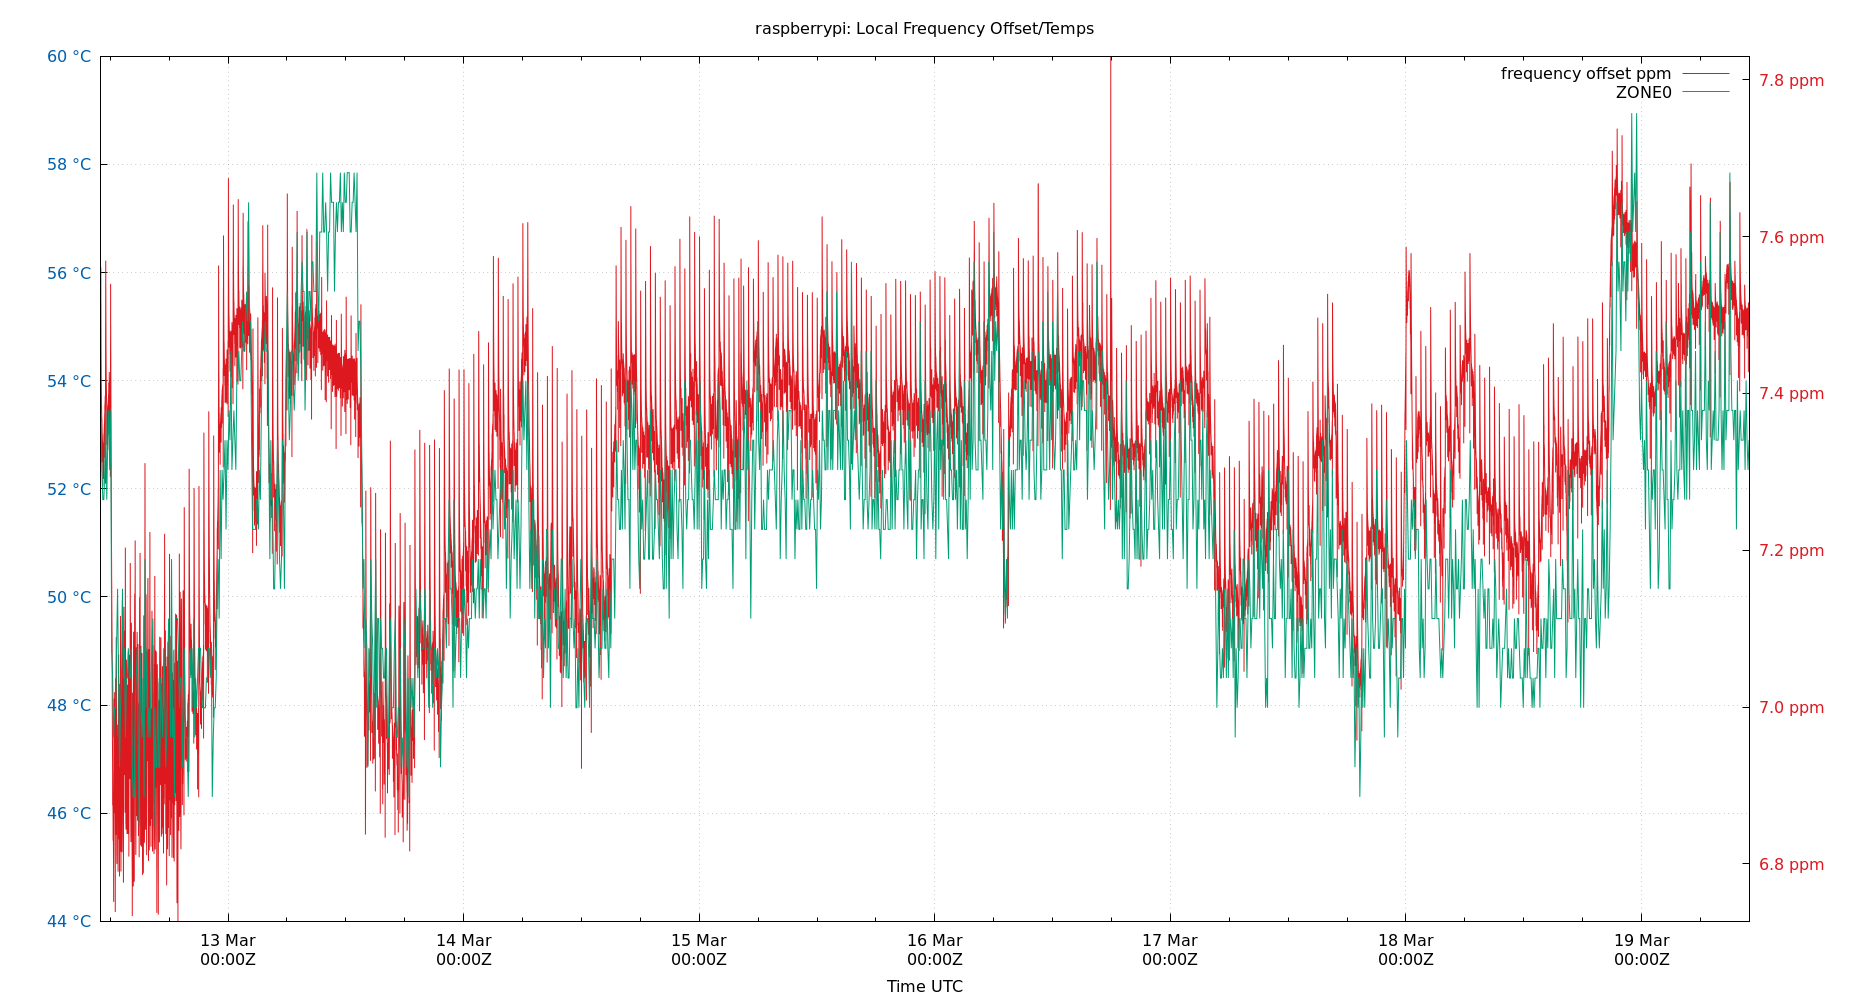 raspberrypi: Local Frequency Offset/Temps
60 °C
58 °C
56 °C
54 °C
52 °C
50 °C
48 °C
46 °C
44 °C
frequency offset ppm
ZONE0
7.8 ppm
7.6 ppm
7.4 ppm
7.2 ppm
7.0 ppm
6.8 ppm
13 Mar 14 Mar 15 Mar 16 Mar 17 Mar 18 Mar 19 Mar
00:00Z 00:00Z 00:00Z 00:00Z 00:00Z 00:00Z 00:00Z
Time UTC